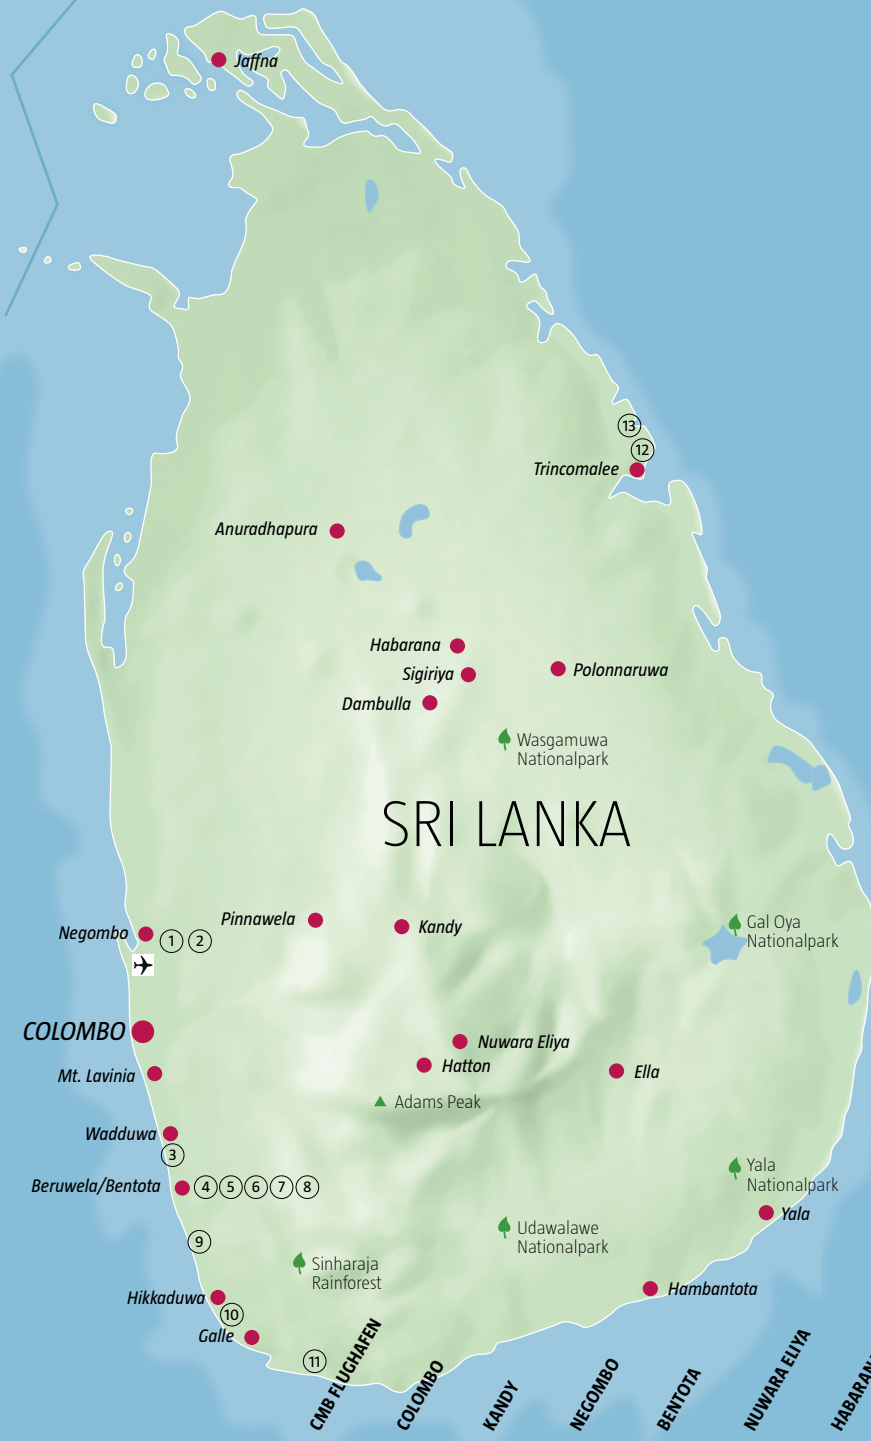 Jaffna
13
12
Trincomalee
Anuradhapura
Habarana
Sigiriya
Polonnaruwa
Dambulla
Wasgamuwa
Nationalpark
SRI LANKA
Negombo
1 2
Pinnawela
Kandy
Gal Oya
Nationalpark
COLOMBO
Nuwara Eliya
Hatton
Ella
Mt. Lavinia
Adams Peak
Wadduwa
3
Beruwela/Bentota
4 5 6 7 8
Yala
Nationalpark
Yala
9
Udawalawe
Nationalpark
Sinharaja
Rainforest
Hikkaduwa
10
Hambantota
Galle
11
CMB FLUGHAFEN
COLOMBO
KANDY
NEGOMBO
BENTOTA
NUWARA ELIYA